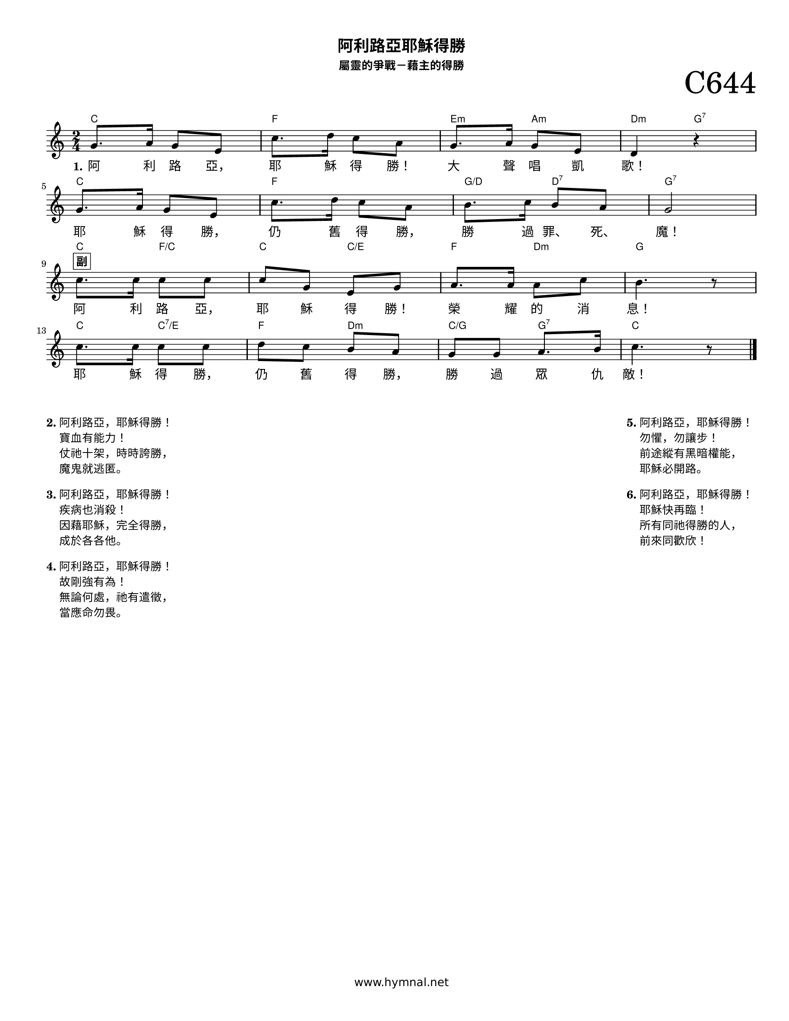 阿利路亞耶穌得勝
屬靈的爭戰－藉主的得勝
C644
C F Em Am Dm G7
1. 阿 利 路 亞， 耶 穌 得 勝！ 大 聲 唱 凱 歌！
5 C F G/D D7 G7
耶 穌 得 勝， 仍 舊 得 勝， 勝 過 罪、 死、 魔！
C F/C C C/E F Dm G
9 副
阿 利 路 亞， 耶 穌 得 勝！ 榮 耀 的 消 息！
13 C C7/E F Dm C/G G7 C
耶 穌 得 勝， 仍 舊 得 勝， 勝 過 眾 仇 敵！
2. 阿利路亞，耶穌得勝！
寶血有能力！
仗祂十架，時時誇勝，
魔鬼就逃匿。
3. 阿利路亞，耶穌得勝！
疾病也消殺！
因藉耶穌，完全得勝，
成於各各他。
4. 阿利路亞，耶穌得勝！
故剛強有為！
無論何處，祂有遣徵，
當應命勿畏。
5. 阿利路亞，耶穌得勝！
勿懼，勿讓步！
前途縱有黑暗權能，
耶穌必開路。
6. 阿利路亞，耶穌得勝！
耶穌快再臨！
所有同祂得勝的人，
前來同歡欣！
www.hymnal.net